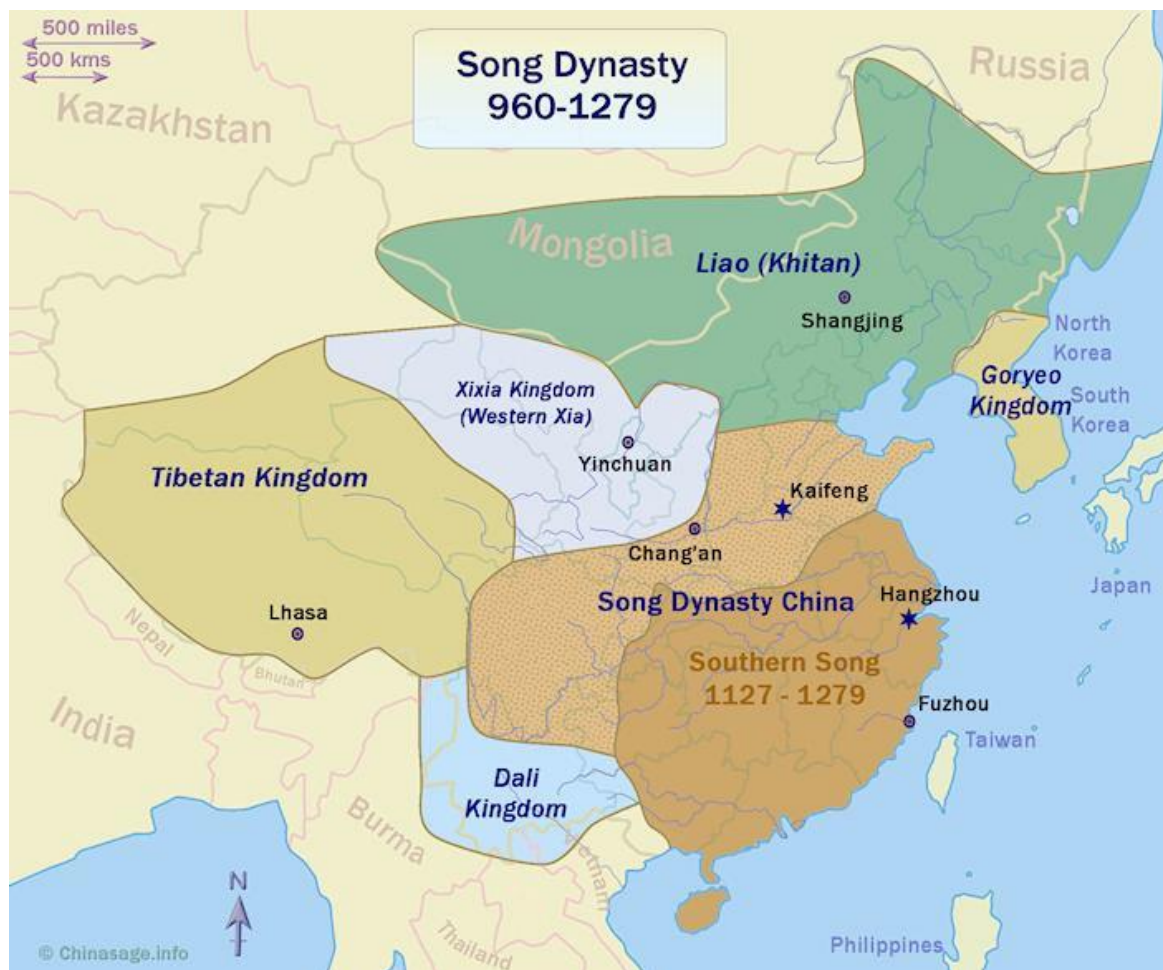 500 miles
500 kms
Song Dynasty
960-1279
Russia
Kazakhstan
Mongolia
Liao (Khitan)
Shangjing
North
Korea
Goryeo
Kingdom
South
Korea
Xixia Kingdom
(Western Xia)
Yinchuan
Tibetan Kingdom
Kaifeng
Chang'an
Japan
Song Dynasty China
Hangzhou
Lhasa
Nepal
Bhutan
Southern Song
1127 - 1279
Fuzhou
India
Taiwan
Dali
Kingdom
Burma
Vietnam
N
Thailand
Philippines
© Chinasage.info